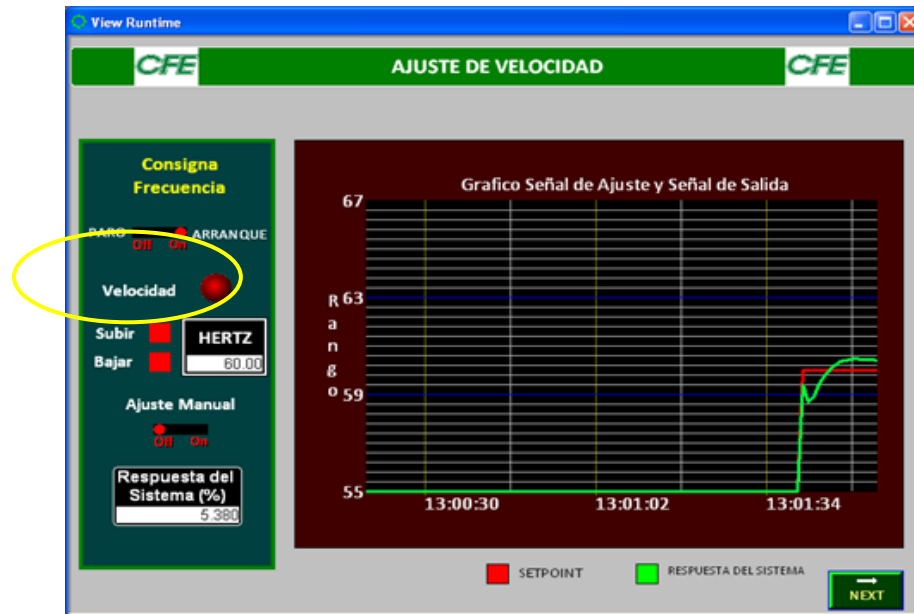 View Runtime
CFE
AJUSTE DE VELOCIDAD
CFE
Consigna
Frecuencia
PARO
ARRANQUE
Off On
Velocidad
Subir
Bajar
HERTZ
60.00
Ajuste Manual
Off On
Respuesta del
Sistema (%)
5.380
Grafico Señal de Ajuste y Señal de Salida
Rango
67
63
59
55
13:00:30 13:01:02 13:01:34
SETPOINT
RESPUESTA DEL SISTEMA
NEXT